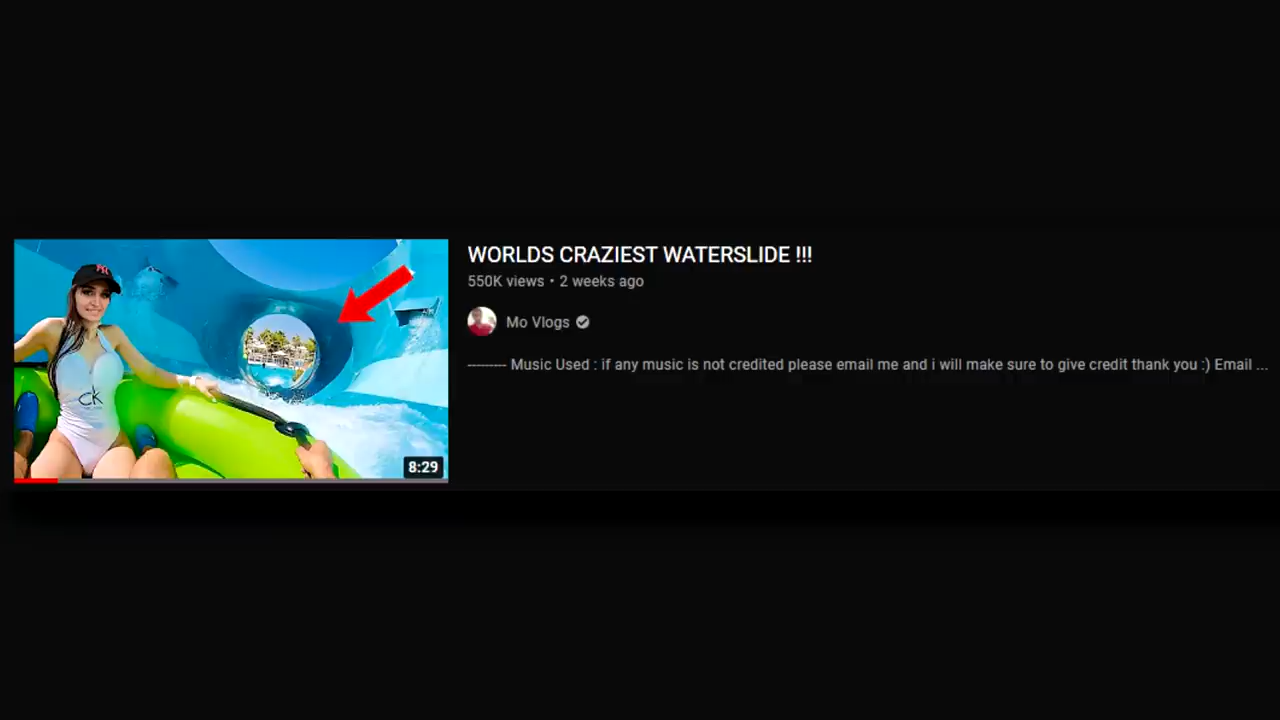 WORLDS CRAZIEST WATERSLIDE !!!
550K views • 2 weeks ago
Mo Vlogs
--------- Music Used : if any music is not credited please email me and i will make sure to give credit thank you :) Email ...
CK
8:29